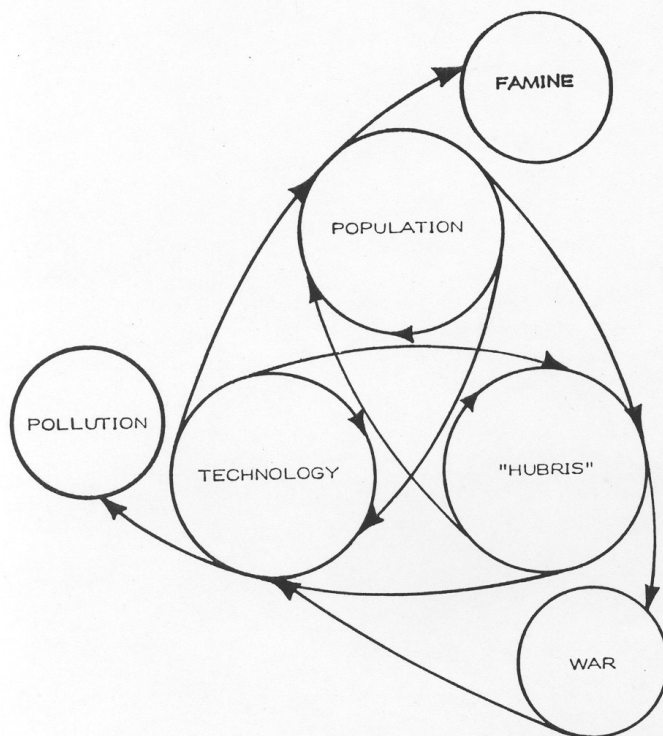 FAMINE
POPULATION
POLLUTION
TECHNOLOGY
"HUBRIS"
WAR